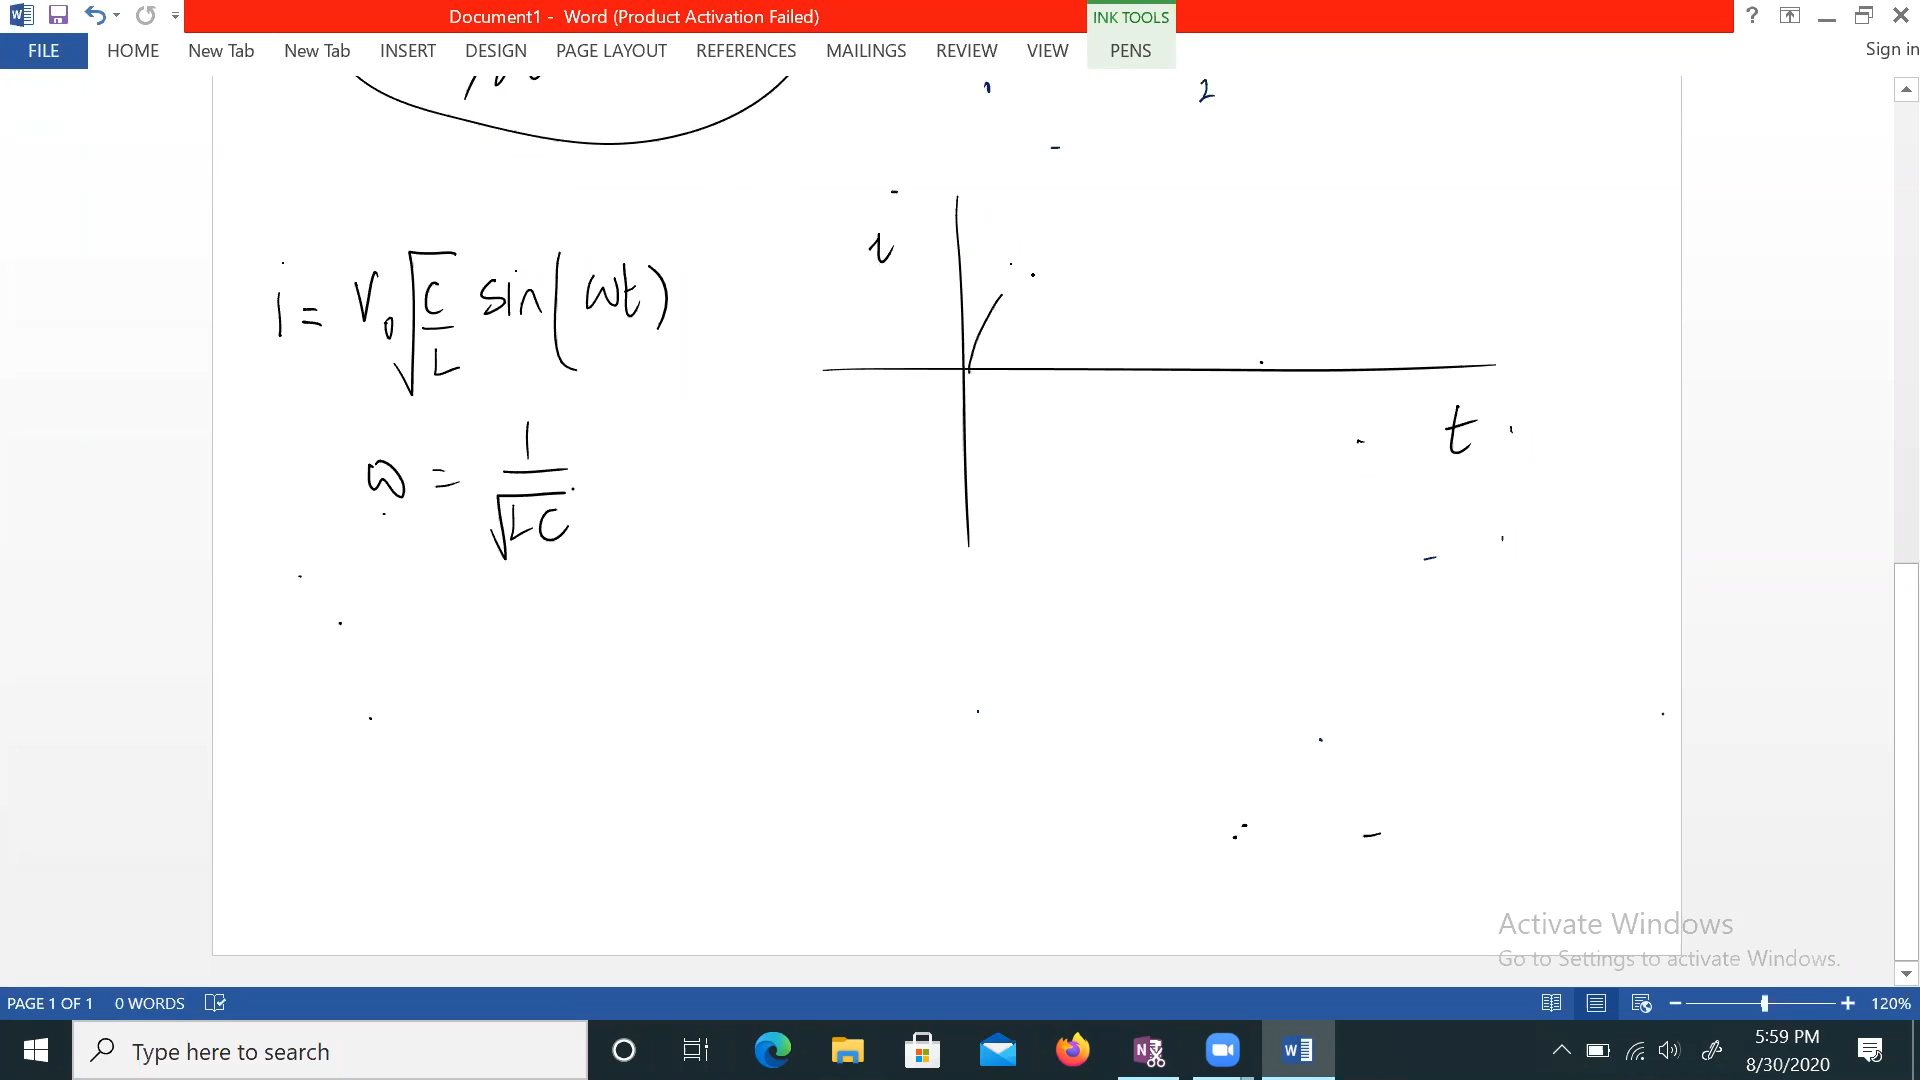 Document1 - Word (Product Activation Failed)
INK TOOLS
?
FILE HOME New Tab New Tab INSERT DESIGN PAGE LAYOUT REFERENCES MAILINGS REVIEW VIEW PENS
Sign in
2
i
i = V₀ √(C/L) sin(ωt)
t
ω = 1/√LC
Activate Windows
Go to Settings to activate Windows.
PAGE 1 OF 1 0 WORDS 120%
Type here to search
5:59 PM
8/30/2020